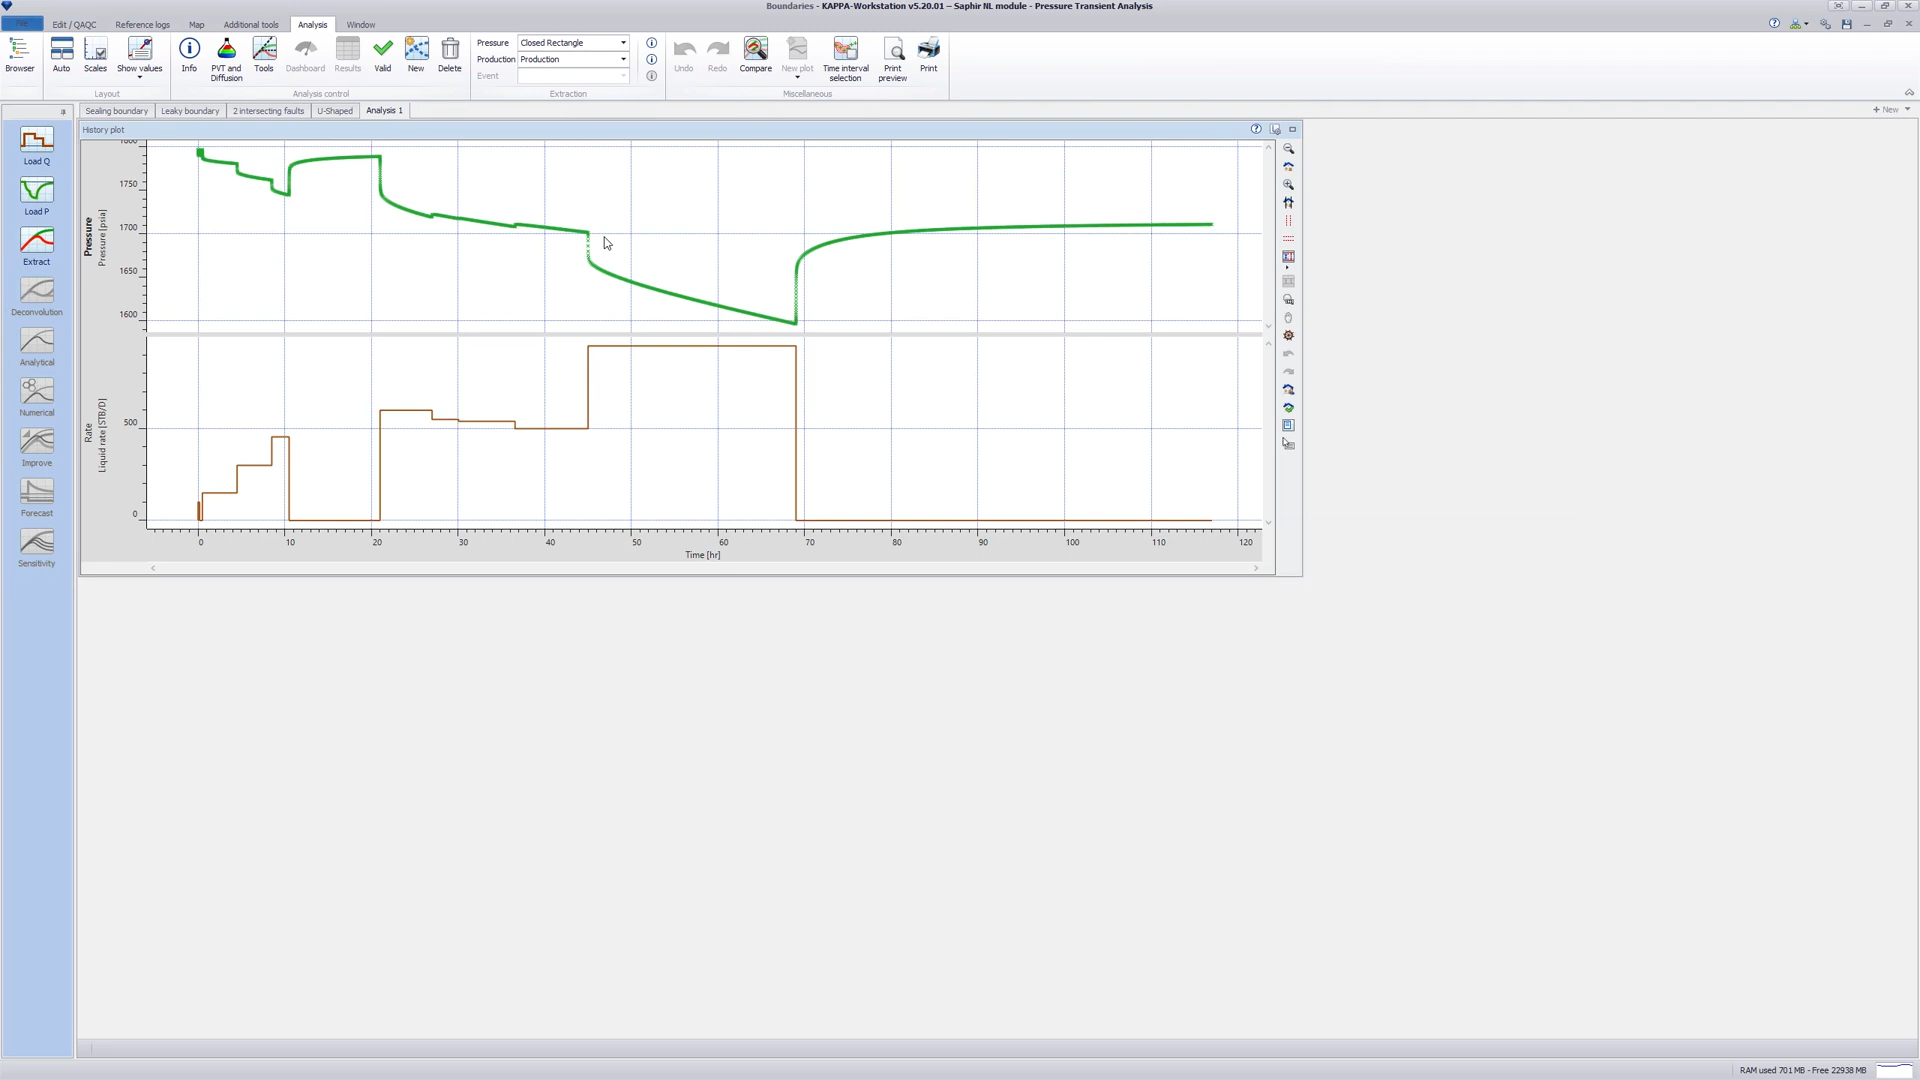 Boundaries - KAPPA-Workstation v5.20.01 – Saphir NL module - Pressure Transient Analysis
File Edit / QAQC Reference logs Map Additional tools Analysis Window
Browser
Auto Scales Show values
Layout
Info PVT and Diffusion Tools Dashboard Results Valid New Delete
Analysis control
Pressure Closed Rectangle
Production Production
Event
Extraction
Undo Redo Compare New plot Time interval selection Print preview Print
Miscellaneous
Sealing boundary Leaky boundary 2 intersecting faults U-Shaped Analysis 1
+ New
History plot
Load Q
Load P
Extract
Deconvolution
Analytical
Numerical
Improve
Forecast
Sensitivity
Pressure
Pressure [psia]
1800
1750
1700
1650
1600
Rate
Liquid rate [STB/D]
500
0
0 10 20 30 40 50 60 70 80 90 100 110 120
Time [hr]
RAM used 701 MB - Free 22938 MB